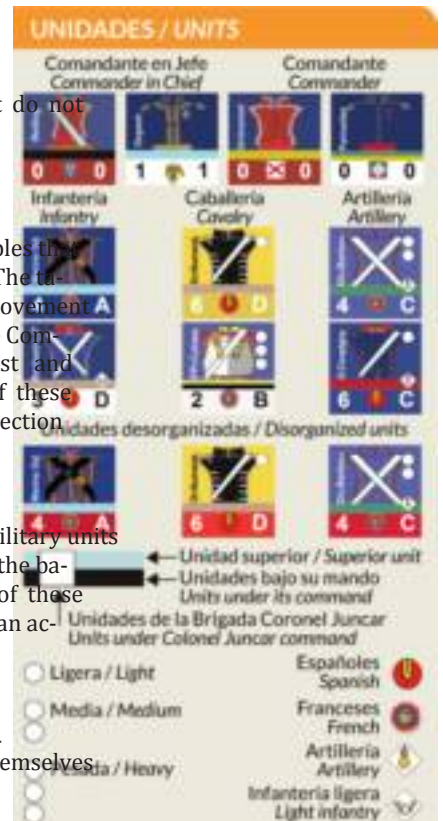 UNIDADES / UNITS
t do not
Comandante en Jefe
Commander in Chief
Comandante
Commander
0 0
1 1
0 0
0 0
Infantería
Infantry
Caballería
Cavalry
Artillería
Artillery
ples tha
The ta-
A
6 D
4 C
ovement
e Com-
st and
D
2 B
6 C
f these
ection
Unidades desorganizadas / Disorganized units
4 A
6 D
4 C
ilitary units
the ba-
Unidad superior / Superior unit
Unidades bajo su mando
Units under its command
of these
an ac-
Unidades de la Brigada Coronel Juncar
Units under Colonel Juncar command
Ligera / Light
Españoles
Spanish
Media / Medium
Franceses
French
emselves
Pesada / Heavy
Artillería
Artillery
Infantería ligera
Light infantry